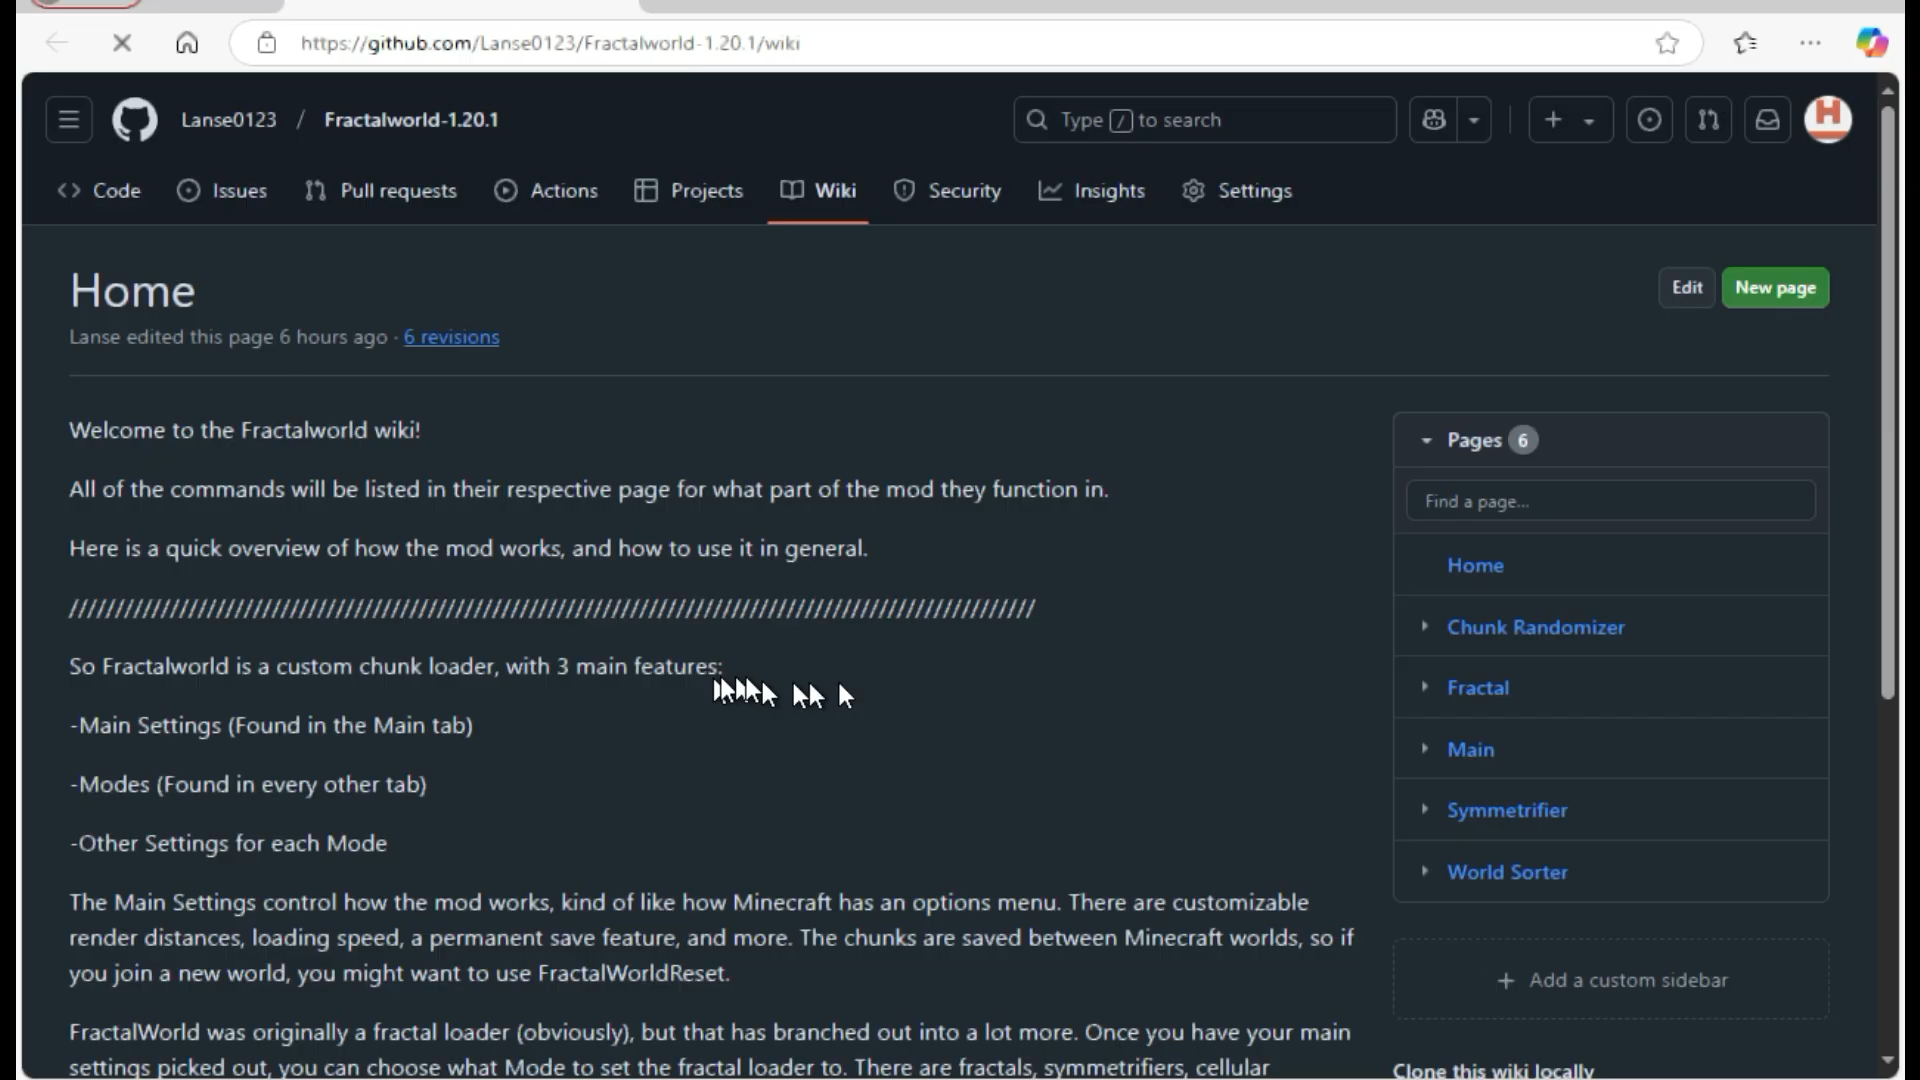 https://github.com/Lanse0123/Fractalworld-1.20.1/wiki
Lanse0123 / Fractalworld-1.20.1
Type / to search
Code
Issues
Pull requests
Actions
Projects
Wiki
Security
Insights
Settings
Home
Edit
New page
Lanse edited this page 6 hours ago · 6 revisions
Welcome to the Fractalworld wiki!
All of the commands will be listed in their respective page for what part of the mod they function in.
Here is a quick overview of how the mod works, and how to use it in general.
/////////////////////////////////////////////////////////////////////////////////////////////////////////
So Fractalworld is a custom chunk loader, with 3 main features:
-Main Settings (Found in the Main tab)
-Modes (Found in every other tab)
-Other Settings for each Mode
The Main Settings control how the mod works, kind of like how Minecraft has an options menu. There are customizable
render distances, loading speed, a permanent save feature, and more. The chunks are saved between Minecraft worlds, so if
you join a new world, you might want to use FractalWorldReset.
FractalWorld was originally a fractal loader (obviously), but that has branched out into a lot more. Once you have your main
settings picked out, you can choose what Mode to set the fractal loader to. There are fractals, symmetrifiers, cellular
Pages 6
Find a page...
Home
Chunk Randomizer
Fractal
Main
Symmetrifier
World Sorter
+ Add a custom sidebar
Clone this wiki locally
H